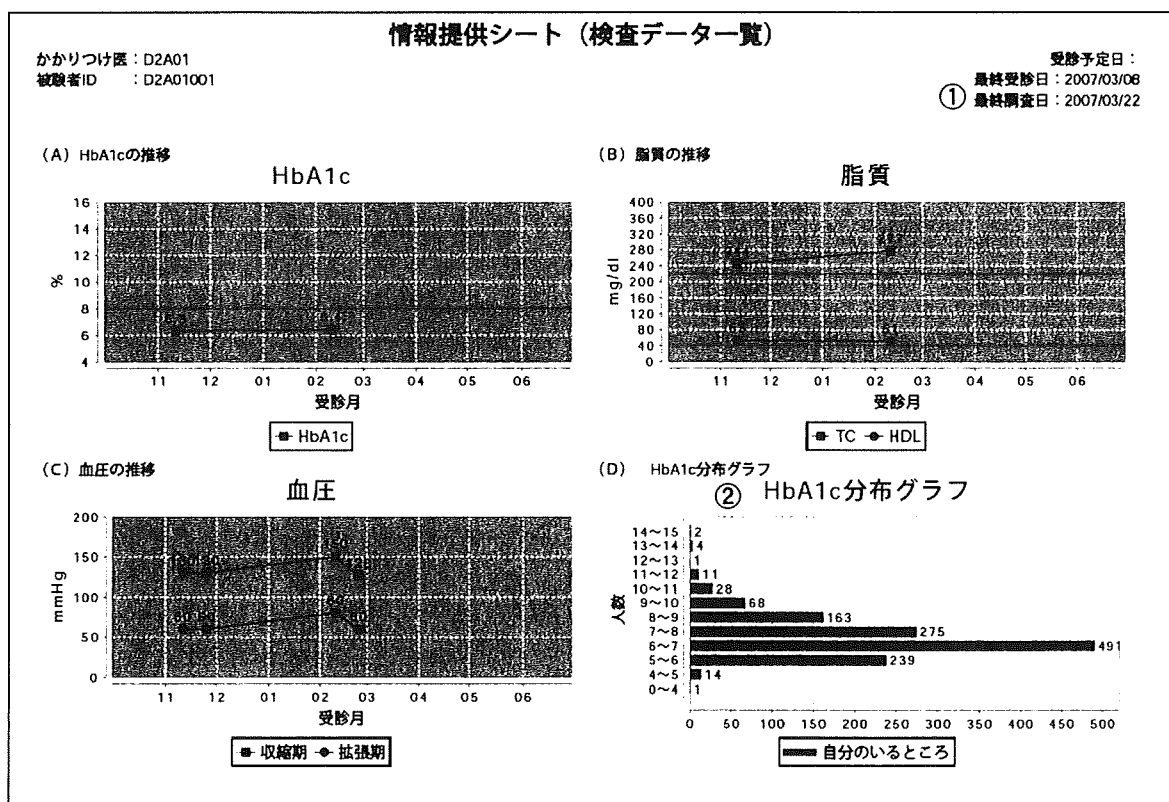 情報提供シート（検査データ一覧）
かかりつけ医：D2A01
被験者ID　：D2A01001
受診予定日：
最終受診日：2007/03/08
① 最終調査日：2007/03/22
(A) HbA1cの推移
HbA1c
16
14
12
10
8
6
4
%
11 12 01 02 03 04 05 06
受診月
HbA1c
(B) 脂質の推移
脂質
400
360
320
280
240
200
160
120
80
40
0
mg/dl
11 12 01 02 03 04 05 06
受診月
TC HDL
(C) 血圧の推移
血圧
200
150
100
50
0
mmHg
11 12 01 02 03 04 05 06
受診月
収縮期 拡張期
(D) HbA1c分布グラフ
② HbA1c分布グラフ
人数
14〜15 2
13〜14 4
12〜13 1
11〜12 11
10〜11 28
9〜10 68
8〜9 163
7〜8 275
6〜7 491
5〜6 239
4〜5 14
0〜4 1
0 50 100 150 200 250 300 350 400 450 500
自分のいるところ